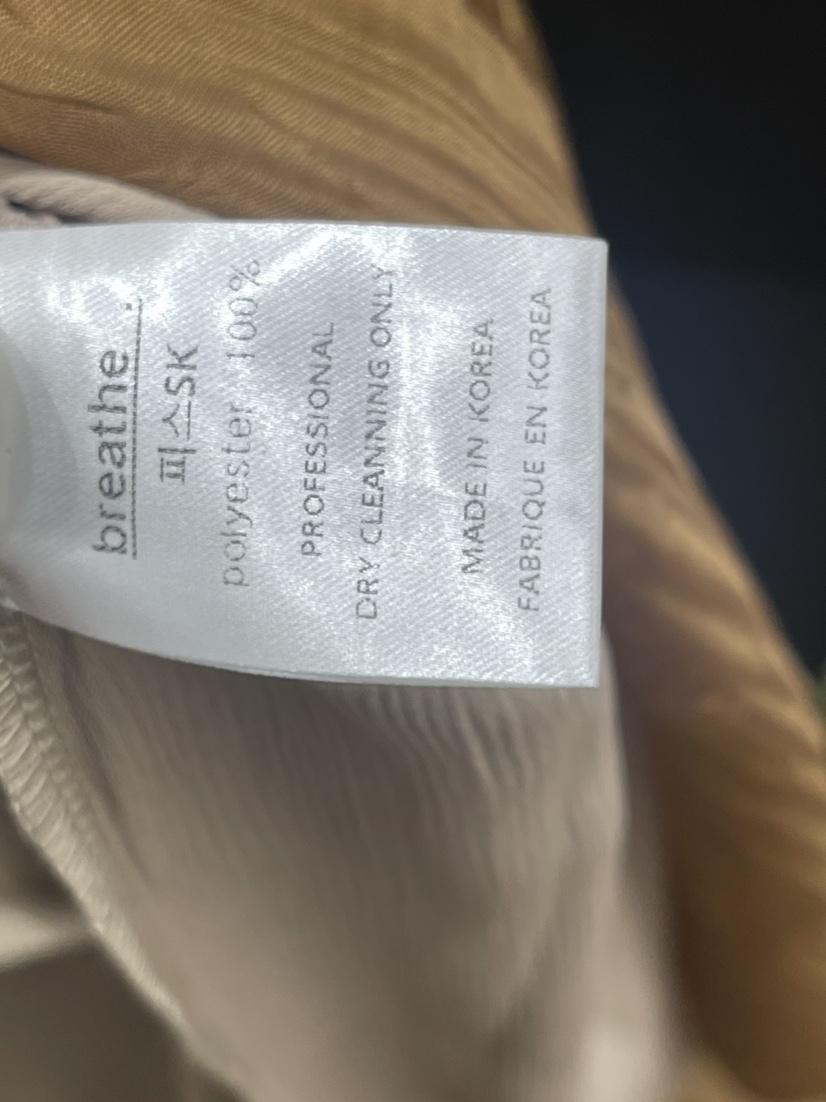 breathe.
피스SK
polyester 100%
PROFESSIONAL
DRY CLEANNING ONLY
MADE IN KOREA
FABRIQUE EN KOREA